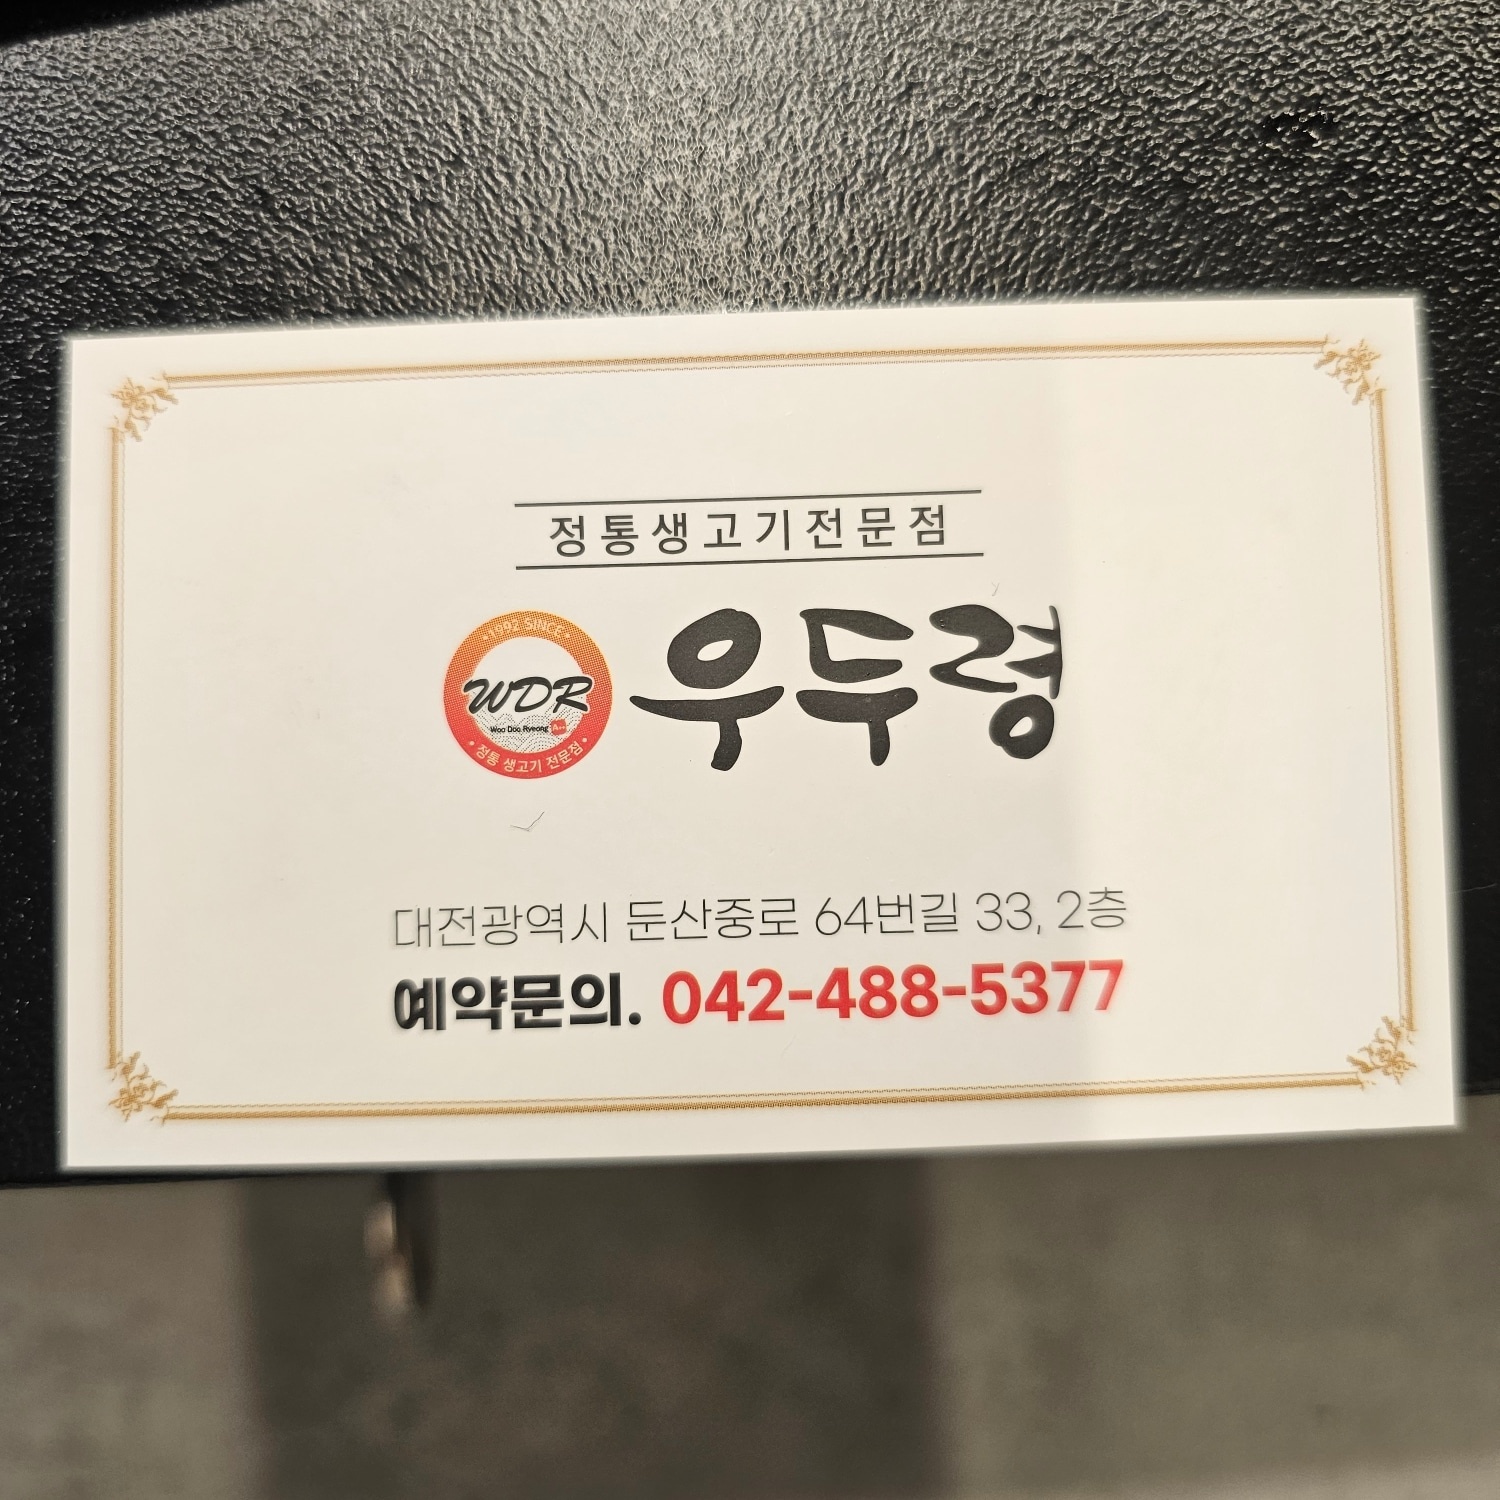 정통생고기전문점
1992 SINCE
WDR
Woo Doo Ryeong
정통 생고기 전문점
우두령
대전광역시 둔산중로 64번길 33, 2층
예약문의. 042-488-5377